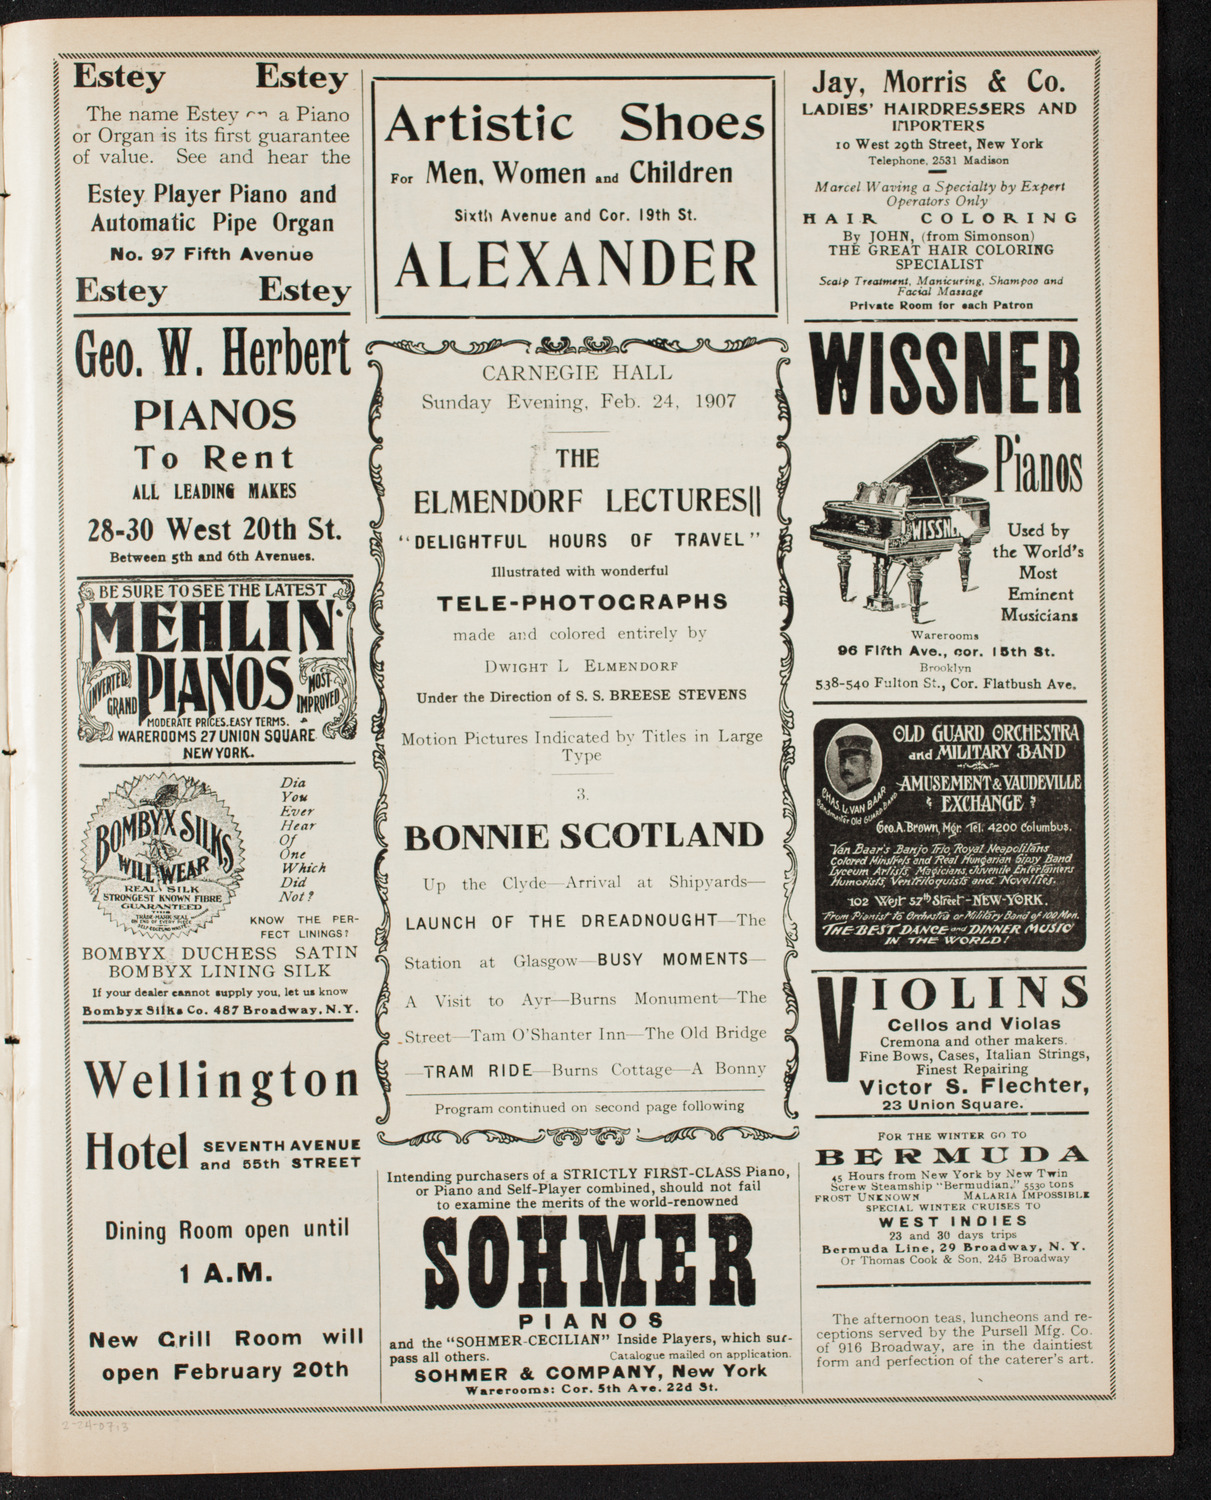 Estey Estey
The name Estey on a Piano
or Organ is its first guarantee
of value. See and hear the
Estey Player Piano and
Automatic Pipe Organ
No. 97 Fifth Avenue
Estey Estey
Geo. W. Herbert
PIANOS
To Rent
ALL LEADING MAKES
28-30 West 20th St.
Between 5th and 6th Avenues.
BE SURE TO SEE THE LATEST
MEHLIN
PIANOS
INVERTED
GRAND
MOST
IMPROVED
MODERATE PRICES. EASY TERMS.
WAREROOMS 27 UNION SQUARE
NEW YORK.
BOMBYX SILKS
WILL WEAR
REAL SILK
STRONGEST KNOWN FIBRE
GUARANTEED
Dia
You
Ever
Hear
Of
One
Which
Did
Not?
KNOW THE PER-
FECT LININGS?
BOMBYX DUCHESS SATIN
BOMBYX LINING SILK
If your dealer cannot supply you, let us know
Bombyx Silks Co. 487 Broadway, N.Y.
Wellington
Hotel SEVENTH AVENUE
and 55th STREET
Dining Room open until
1 A.M.
New Grill Room will
open February 20th
Artistic Shoes
For Men, Women and Children
Sixth Avenue and Cor. 19th St.
ALEXANDER
CARNEGIE HALL
Sunday Evening, Feb. 24, 1907
THE
ELMENDORF LECTURES||
"DELIGHTFUL HOURS OF TRAVEL"
Illustrated with wonderful
TELE-PHOTOGRAPHS
made and colored entirely by
DWIGHT L ELMENDORF
Under the Direction of S. S. BREESE STEVENS
Motion Pictures Indicated by Titles in Large
Type
3.
BONNIE SCOTLAND
Up the Clyde—Arrival at Shipyards—
LAUNCH OF THE DREADNOUGHT—The
Station at Glasgow—BUSY MOMENTS—
A Visit to Ayr—Burns Monument—The
Street—Tam O'Shanter Inn—The Old Bridge
—TRAM RIDE—Burns Cottage—A Bonny
Program continued on second page following
Intending purchasers of a STRICTLY FIRST-CLASS Piano,
or Piano and Self-Player combined, should not fail
to examine the merits of the world-renowned
SOHMER
PIANOS
and the "SOHMER-CECILIAN" Inside Players, which sur-
pass all others. Catalogue mailed on application.
SOHMER & COMPANY, New York
Warerooms: Cor. 5th Ave. 22d St.
Jay, Morris & Co.
LADIES' HAIRDRESSERS AND
IMPORTERS
10 West 29th Street, New York
Telephone, 2531 Madison
Marcel Waving a Specialty by Expert
Operators Only
HAIR COLORING
By JOHN, (from Simonson)
THE GREAT HAIR COLORING
SPECIALIST
Scalp Treatment, Manicuring, Shampoo and
Facial Massage
Private Room for each Patron
WISSNER
Pianos
WISSNER
Used by
the World's
Most
Eminent
Musicians
Warerooms
96 Fifth Ave., cor. 15th St.
Brooklyn
538-540 Fulton St., Cor. Flatbush Ave.
OLD GUARD ORCHESTRA
and MILITARY BAND
AMUSEMENT & VAUDEVILLE
EXCHANGE
CHAS. L. VAN BAAR
Bandmaster Old Guard Band
Geo. A. Brown, Mgr. Tel. 4200 Columbus.
Van Baar's Banjo Trio, Royal Neapolitans
Colored Minstrels and Real Hungarian Gipsy Band
Lyceum Artists, Magicians, Juvenile Entertainers
Humorists, Ventriloquists and Novelties.
102 West 57th Street - NEW-YORK.
From Pianist to Orchestra or Military Band of 100 Men.
THE BEST DANCE and DINNER MUSIC
IN THE WORLD!
VIOLINS
Cellos and Violas
Cremona and other makers.
Fine Bows, Cases, Italian Strings,
Finest Repairing
Victor S. Flechter,
23 Union Square.
FOR THE WINTER GO TO
BERMUDA
45 Hours from New York by New Twin
Screw Steamship "Bermudian," 5530 tons
FROST UNKNOWN MALARIA IMPOSSIBLE
SPECIAL WINTER CRUISES TO
WEST INDIES
23 and 30 days trips
Bermuda Line, 29 Broadway, N. Y.
Or Thomas Cook & Son, 245 Broadway
The afternoon teas, luncheons and re-
ceptions served by the Pursell Mfg. Co.
of 916 Broadway, are in the daintiest
form and perfection of the caterer's art.
2-24-07:3